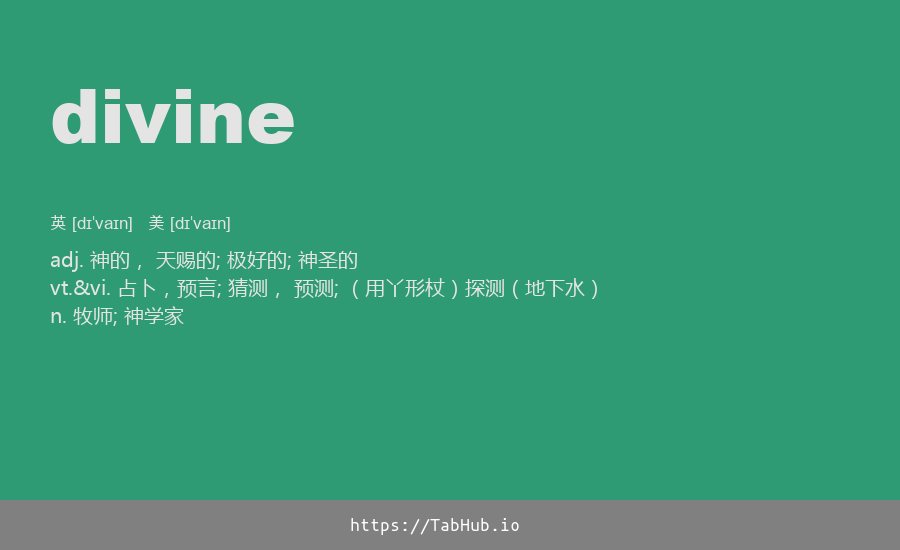 divine
英 [dɪˈvaɪn] 美 [dɪˈvaɪn]
adj. 神的， 天赐的; 极好的; 神圣的
vt.&vi. 占卜，预言; 猜测， 预测; （用丫形杖）探测（地下水）
n. 牧师; 神学家
https://TabHub.io